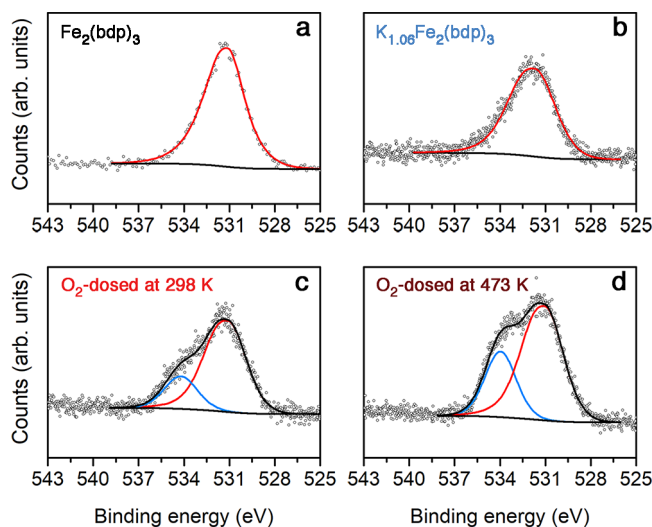 a
Fe₂(bdp)₃
Counts (arb. units)
543 540 537 534 531 528 525
b
K₁.₀₆Fe₂(bdp)₃
543 540 537 534 531 528 525
c
O₂-dosed at 298 K
Counts (arb. units)
543 540 537 534 531 528 525
Binding energy (eV)
d
O₂-dosed at 473 K
543 540 537 534 531 528 525
Binding energy (eV)